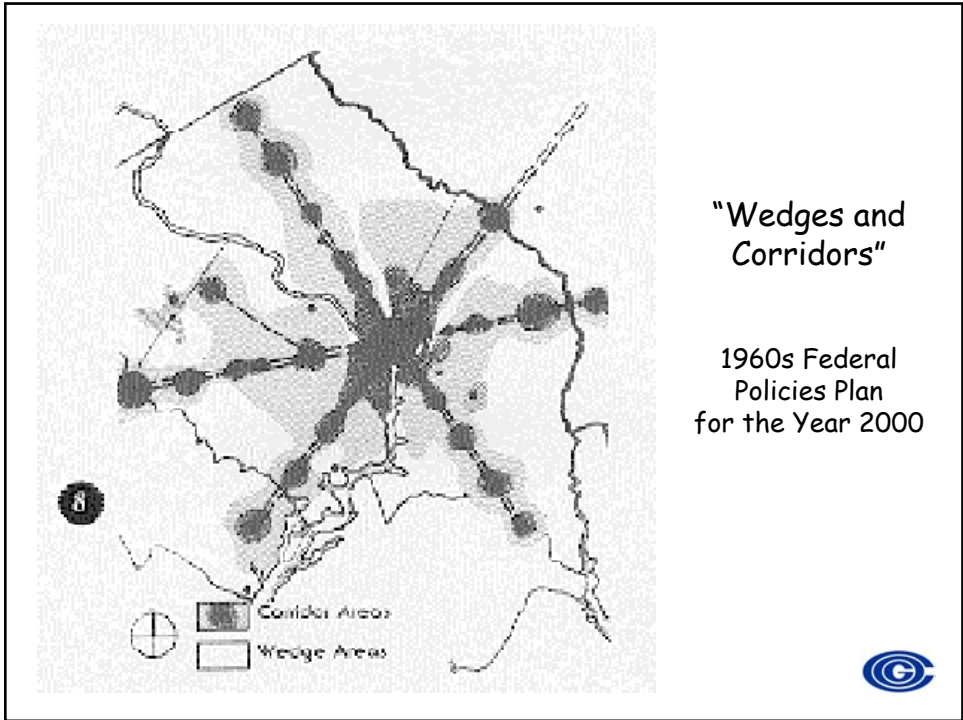 “Wedges and
Corridors”
1960s Federal
Policies Plan
for the Year 2000
Corridor Areas
Wedge Areas